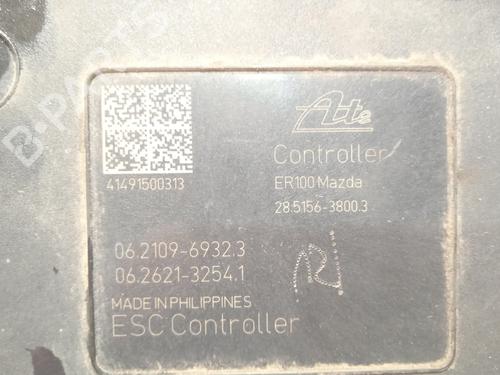 B-PARTS
Ate
Controller
41491500313
ER100 Mazda
28.5156-3800.3
06.2109-6932.3
06.2621-3254.1
MADE IN PHILIPPINES
ESC Controller